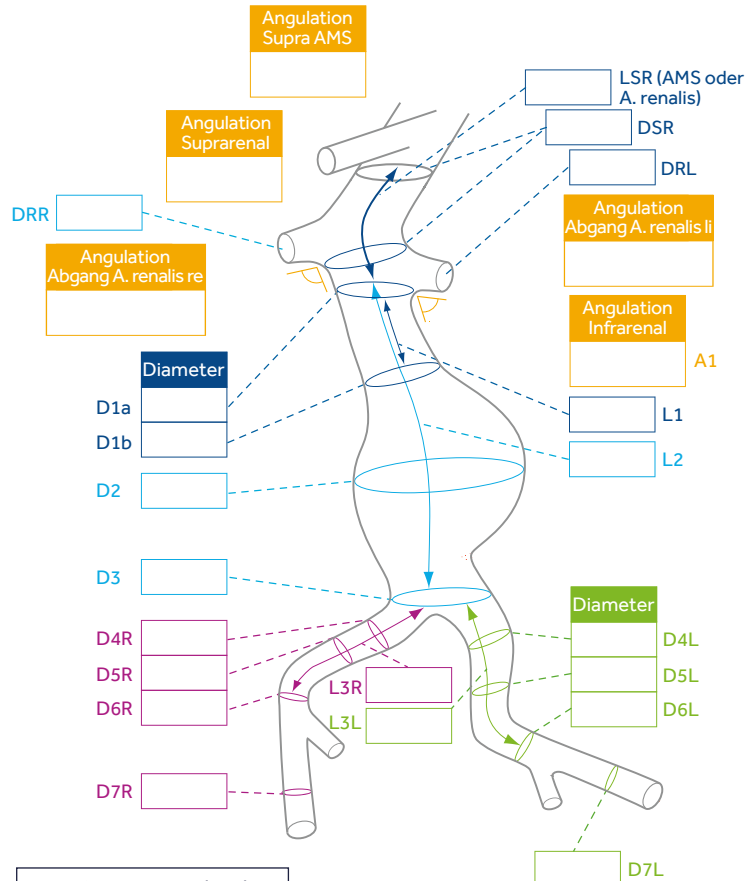 Angulation
Supra AMS
LSR (AMS oder
A. renalis)
Angulation
Suprarenal
DSR
DRL
DRR
Angulation
Abgang A. renalis li
Angulation
Abgang A. renalis re
Angulation
Infrarenal
A1
Diameter
D1a
L1
D1b
L2
D2
D3
Diameter
D4R
D4L
D5R
D5L
L3R
D6R
D6L
L3L
D7R
D7L